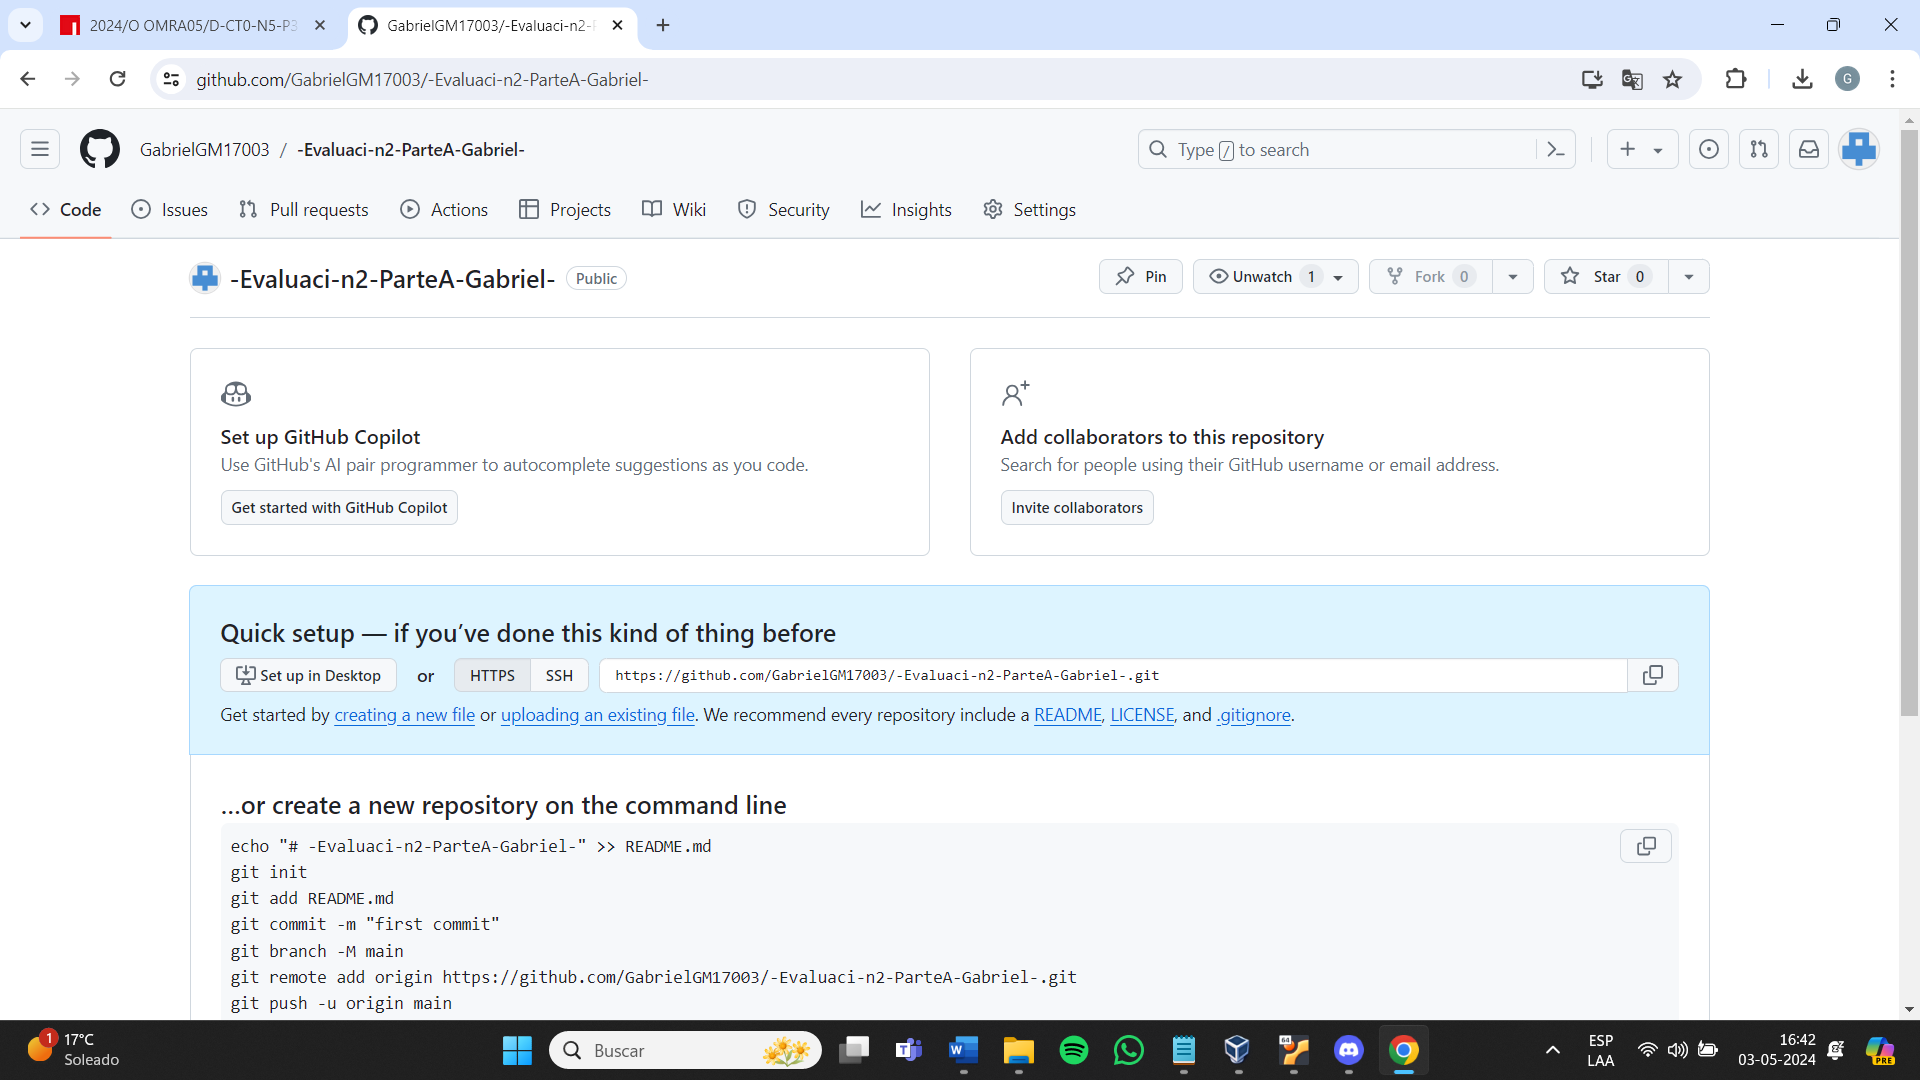 2024/O OMRA05/D-CT0-N5-P3
GabrielGM17003/-Evaluaci-n2-
github.com/GabrielGM17003/-Evaluaci-n2-ParteA-Gabriel-
G
GabrielGM17003 / -Evaluaci-n2-ParteA-Gabriel-
Type / to search
Code Issues Pull requests Actions Projects Wiki Security Insights Settings
-Evaluaci-n2-ParteA-Gabriel- Public
Pin Unwatch 1 Fork 0 Star 0
Set up GitHub Copilot
Use GitHub's AI pair programmer to autocomplete suggestions as you code.
Get started with GitHub Copilot
Add collaborators to this repository
Search for people using their GitHub username or email address.
Invite collaborators
Quick setup — if you’ve done this kind of thing before
Set up in Desktop or HTTPS SSH https://github.com/GabrielGM17003/-Evaluaci-n2-ParteA-Gabriel-.git
Get started by creating a new file or uploading an existing file. We recommend every repository include a README, LICENSE, and .gitignore.
…or create a new repository on the command line
echo "# -Evaluaci-n2-ParteA-Gabriel-" >> README.md
git init
git add README.md
git commit -m "first commit"
git branch -M main
git remote add origin https://github.com/GabrielGM17003/-Evaluaci-n2-ParteA-Gabriel-.git
git push -u origin main
1
17°C
Soleado
Buscar
64
PRE
ESP
LAA
16:42
03-05-2024